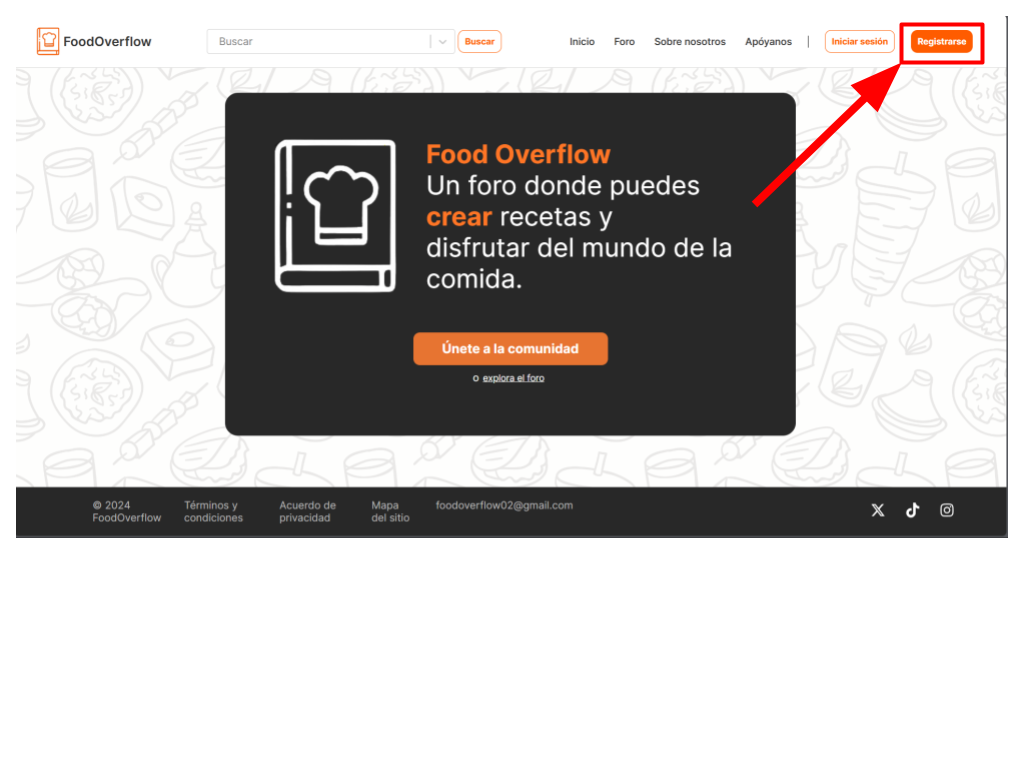 FoodOverflow
Buscar
Buscar
Inicio
Foro
Sobre nosotros
Apóyanos
|
Iniciar sesión
Registrarse
Food Overflow
Un foro donde puedes
crear recetas y
disfrutar del mundo de la
comida.
Únete a la comunidad
o explora el foro
© 2024
FoodOverflow
Términos y
condiciones
Acuerdo de
privacidad
Mapa
del sitio
foodoverflow02@gmail.com